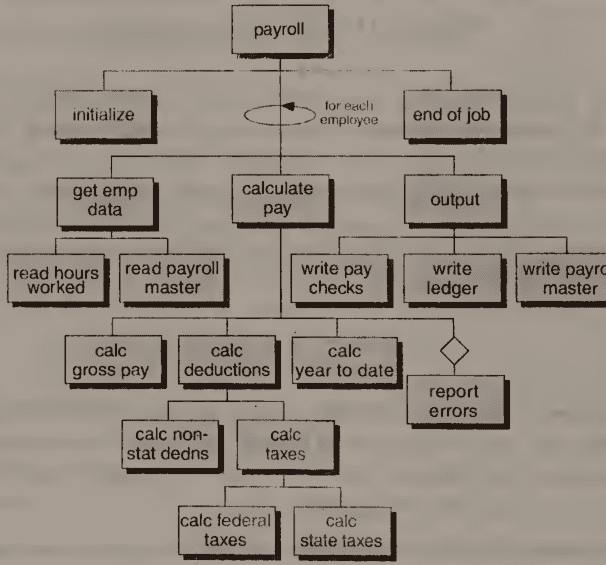 payroll
initialize
for each
employee
end of job
get emp
data
calculate
pay
output
read hours
worked
read payroll
master
write pay
checks
write
ledger
write payro
master
calc
gross pay
calc
deductions
calc
year to date
report
errors
calc non-
stat dedns
calc
taxes
calc federal
taxes
calc
state taxes